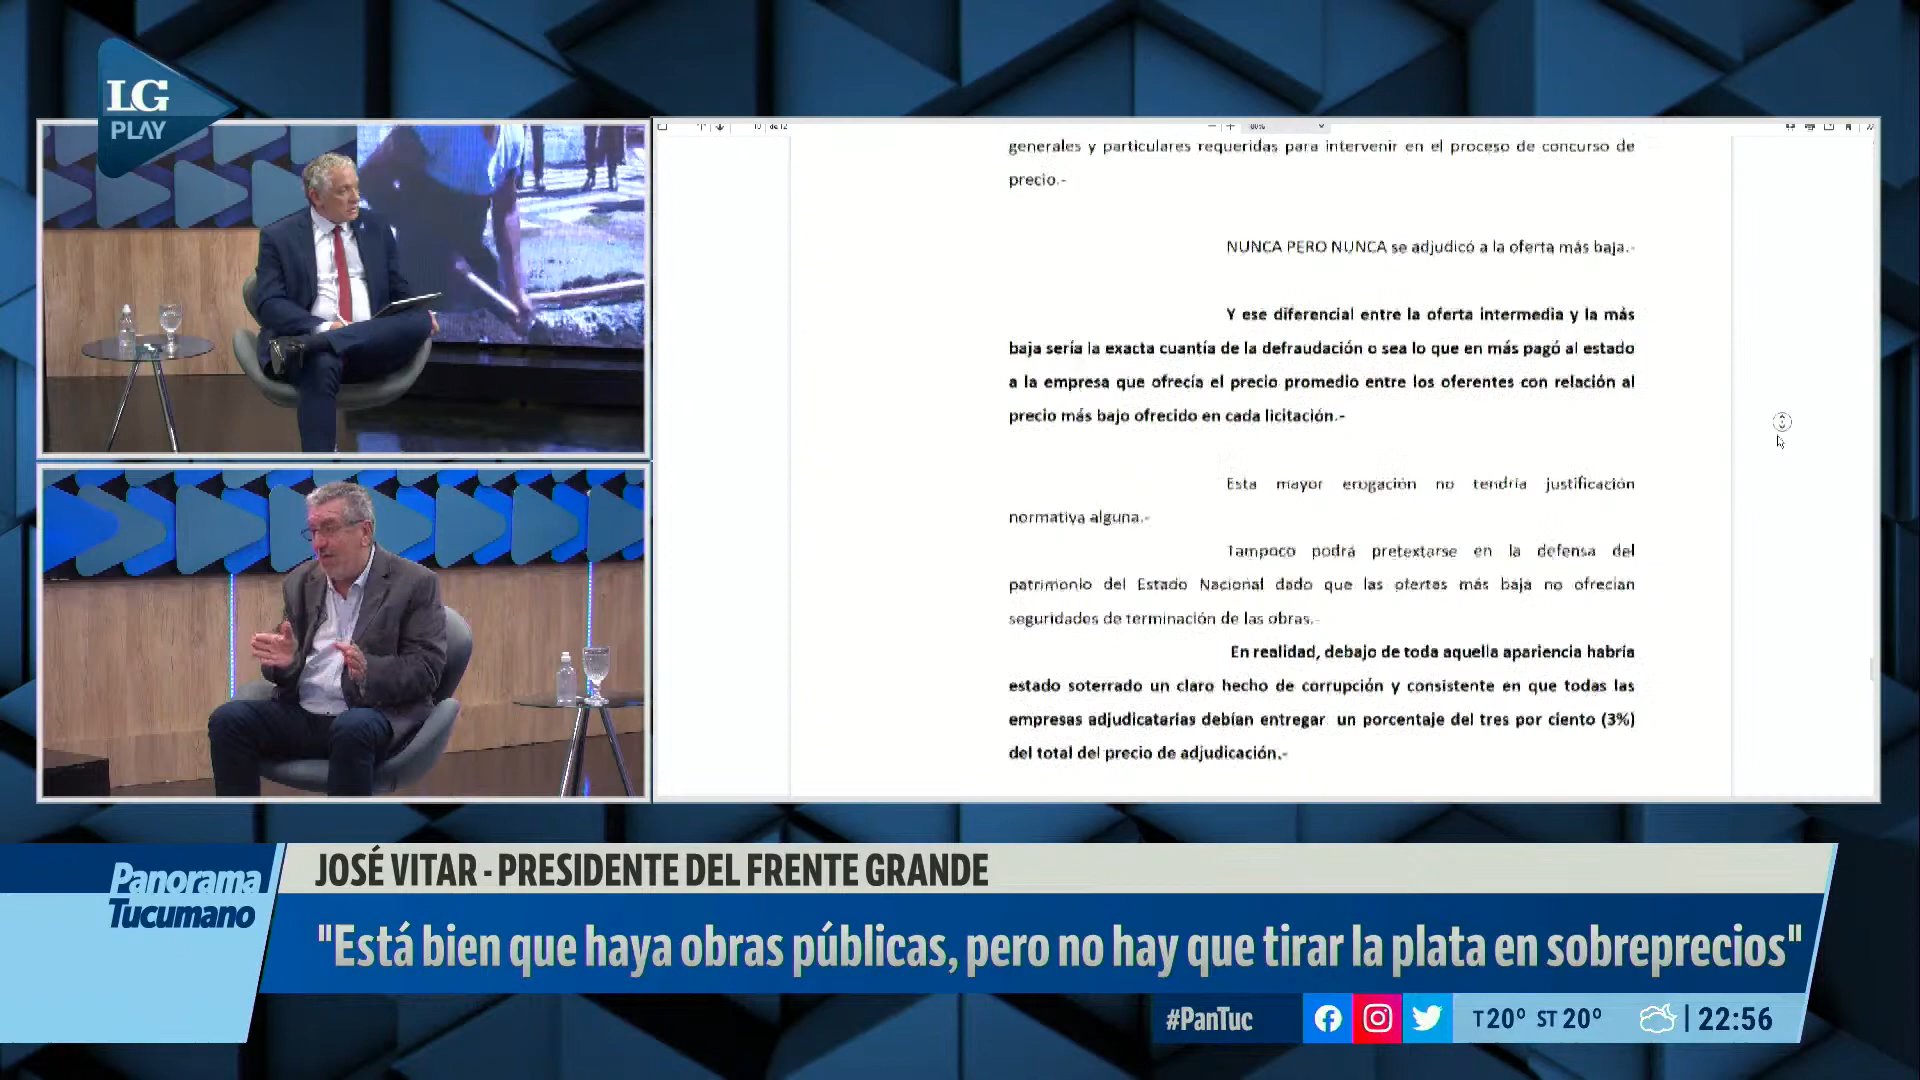 LG
PLAY
10 de 12
80%
generales y particulares requeridas para intervenir en el proceso de concurso de
precio.-
NUNCA PERO NUNCA se adjudicó a la oferta más baja.-
Y ese diferencial entre la oferta intermedia y la más
baja sería la exacta cuantía de la defraudación o sea lo que en más pagó al estado
a la empresa que ofrecía el precio promedio entre los oferentes con relación al
precio más bajo ofrecido en cada licitación.-
Esta mayor erogación no tendría justificación
normativa alguna.-
Tampoco podrá pretextarse en la defensa del
patrimonio del Estado Nacional dado que las ofertas más baja no ofrecían
seguridades de terminación de las obras.-
En realidad, debajo de toda aquella apariencia habría
estado soterrado un claro hecho de corrupción y consistente en que todas las
empresas adjudicatarias debían entregar un porcentaje del tres por ciento (3%)
del total del precio de adjudicación.-
Panorama
Tucumano
JOSÉ VITAR - PRESIDENTE DEL FRENTE GRANDE
"Está bien que haya obras públicas, pero no hay que tirar la plata en sobreprecios"
#PanTuc
T20° ST20° | 22:56